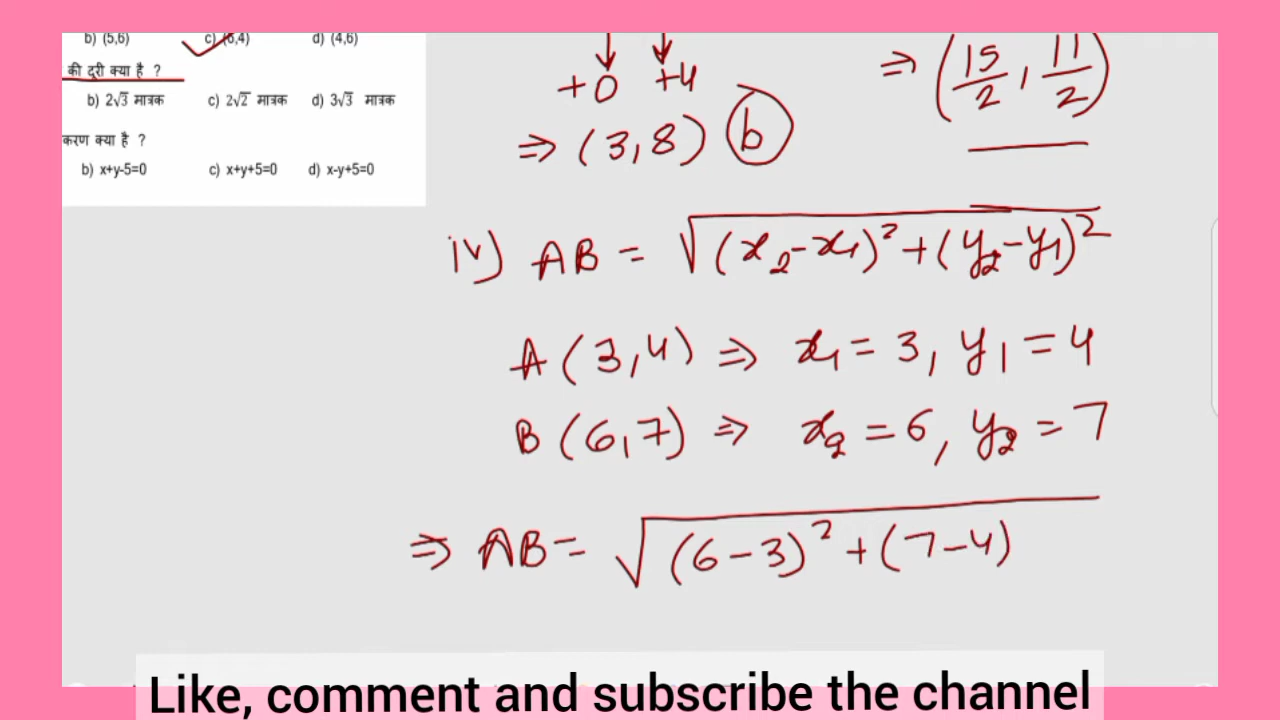 b) (5,6) c) (6,4) d) (4,6)
की दूरी क्या है ?
b) 2√3 मात्रक c) 2√2 मात्रक d) 3√3 मात्रक
करण क्या है ?
b) x+y-5=0 c) x+y+5=0 d) x-y+5=0
+0 +4
⇒ (3,8) b
⇒ (15/2, 11/2)
iv) AB = √(x₂-x₁)²+(y₂-y₁)²
A(3,4) ⇒ x₁=3, y₁=4
B(6,7) ⇒ x₂=6, y₂=7
⇒ AB= √(6-3)²+(7-4)
Like, comment and subscribe the channel